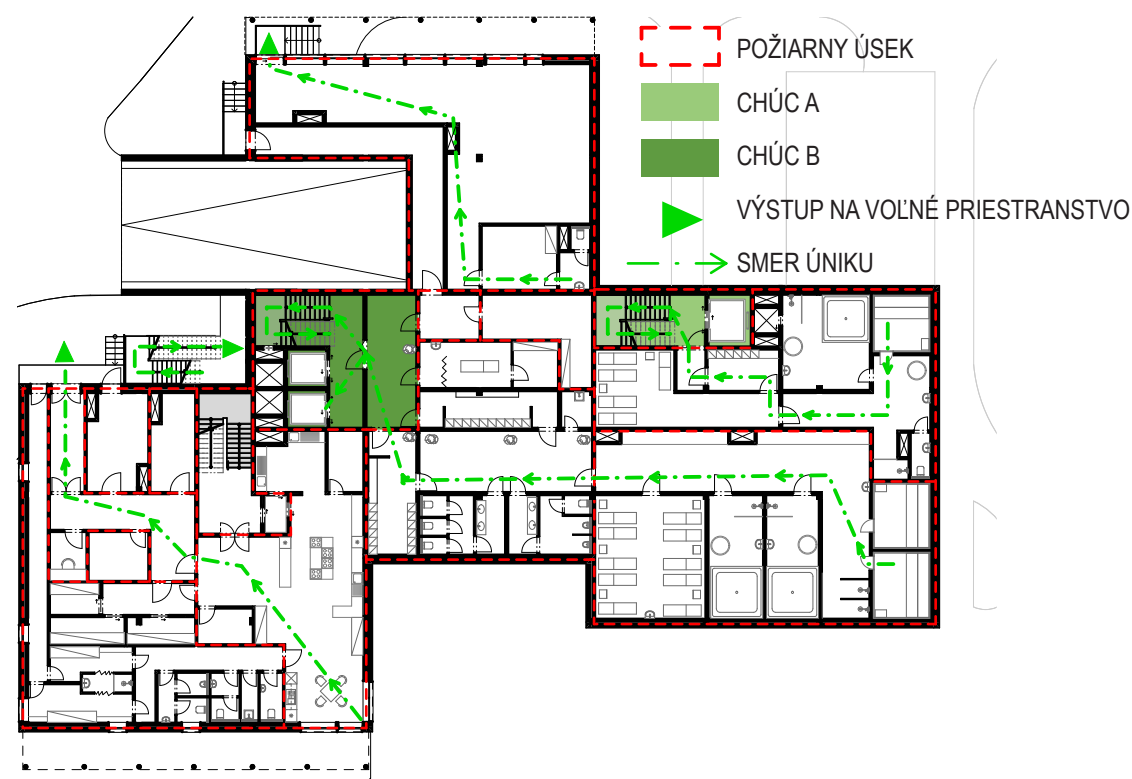 POŽIARNY ÚSEK
CHÚC A
CHÚC B
VÝSTUP NA VOĽNÉ PRIESTRANSTVO
SMER ÚNIKU